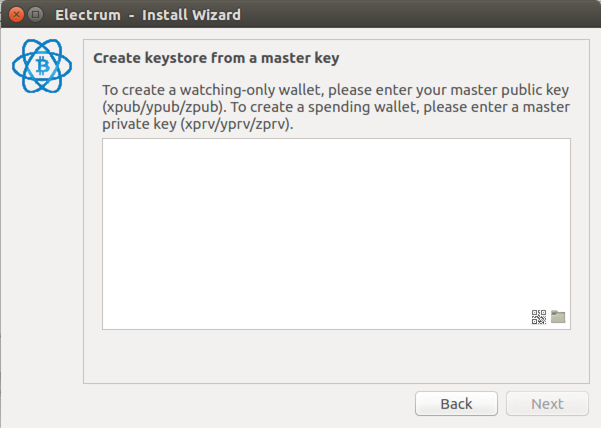 Electrum - Install Wizard
Create keystore from a master key
To create a watching-only wallet, please enter your master public key
(xpub/ypub/zpub). To create a spending wallet, please enter a master
private key (xprv/yprv/zprv).
Back
Next